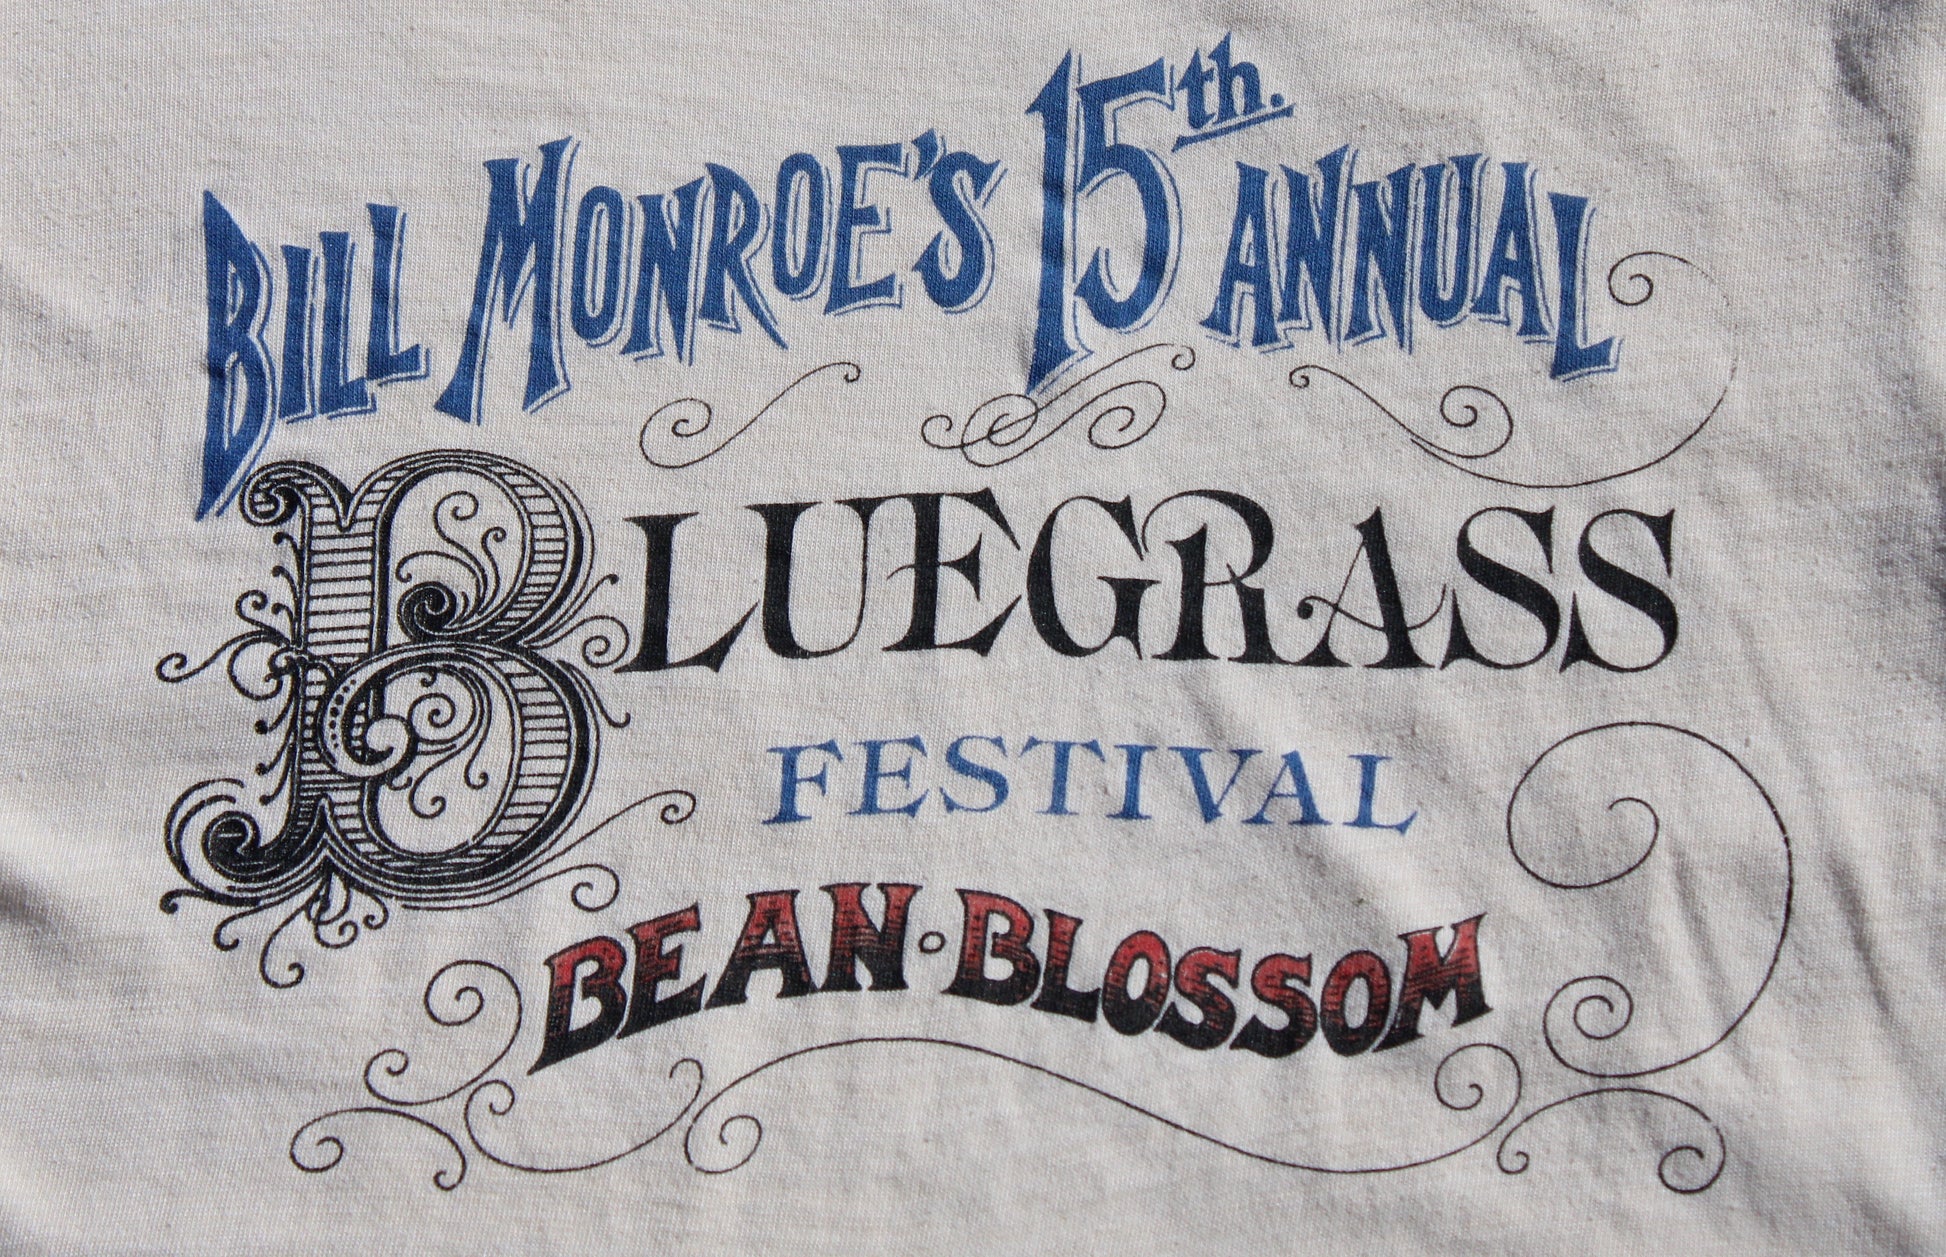 BILL MONROE'S 15th. ANNUAL
BLUEGRASS
FESTIVAL
BEAN·BLOSSOM